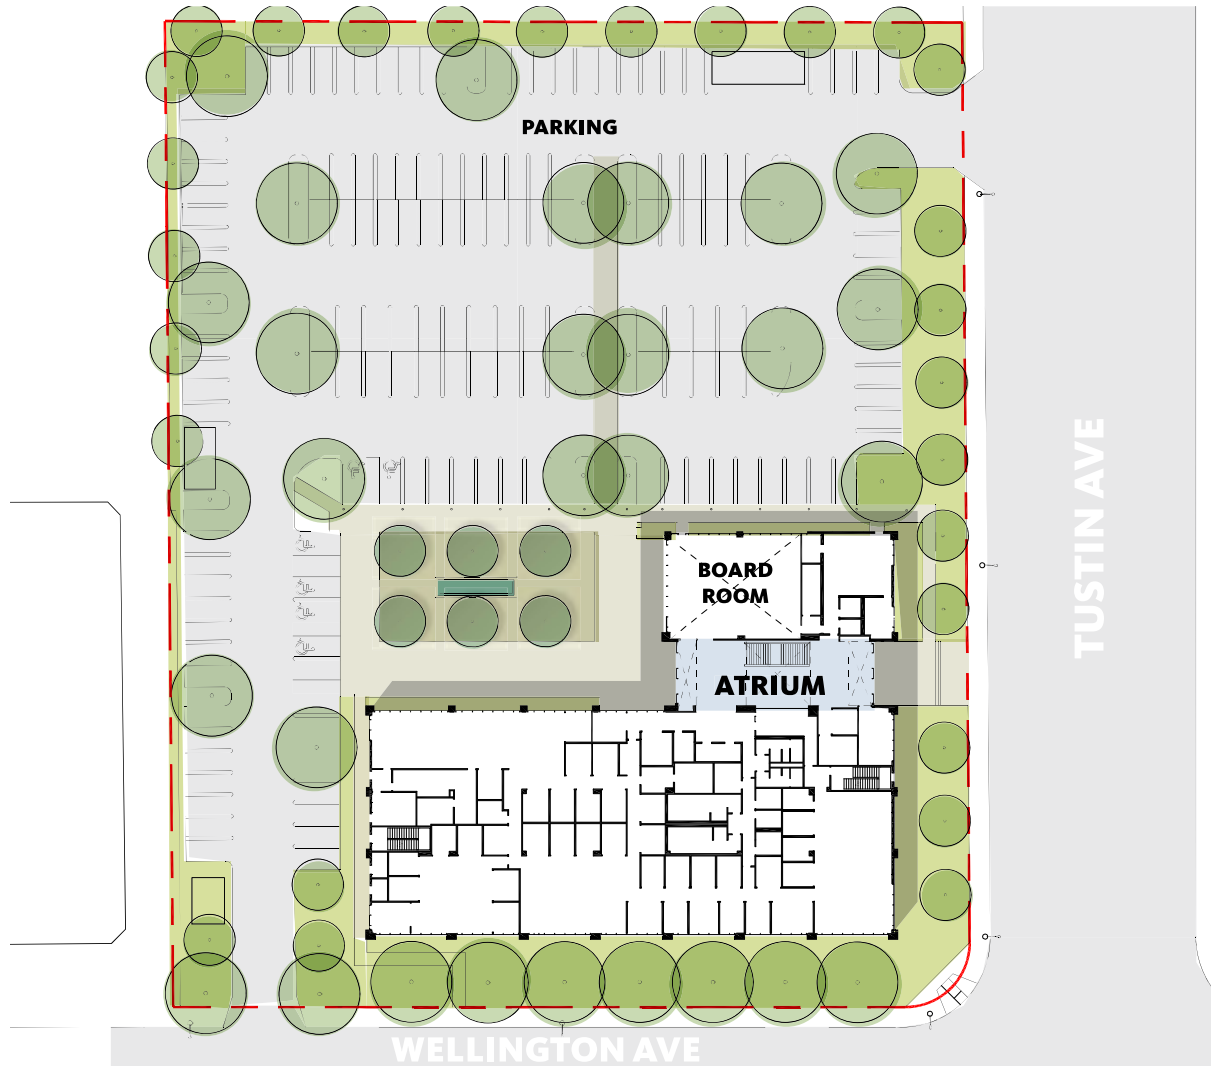 PARKING
TUSTIN AVE
BOARD
ROOM
ATRIUM
WELLINGTON AVE